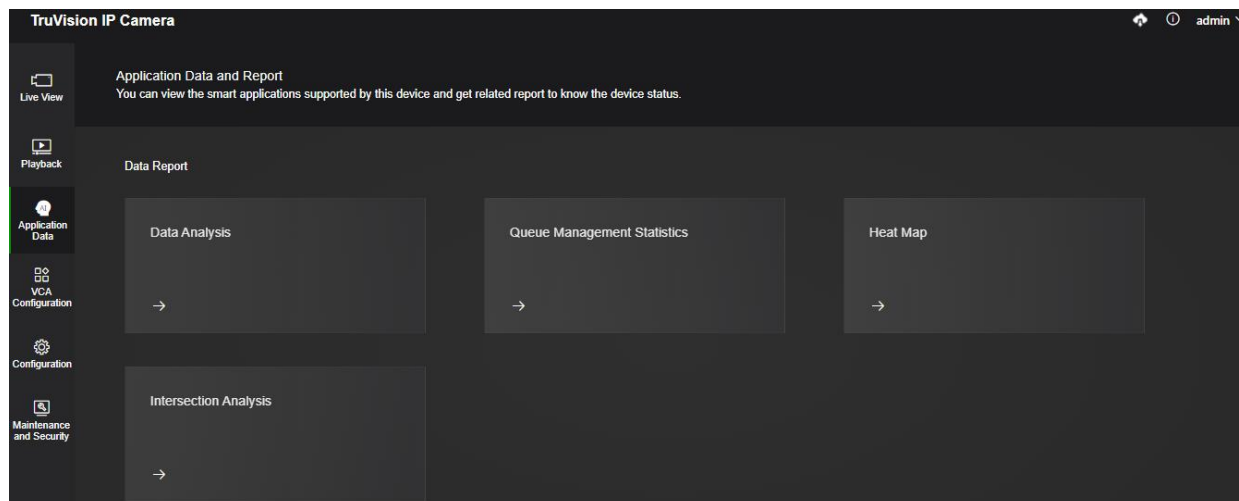 TruVision IP Camera
admin
Live View
Application Data and Report
You can view the smart applications supported by this device and get related report to know the device status.
Playback
Data Report
AI
Application
Data
Data Analysis
Queue Management Statistics
Heat Map
VCA
Configuration
Configuration
Intersection Analysis
Maintenance
and Security